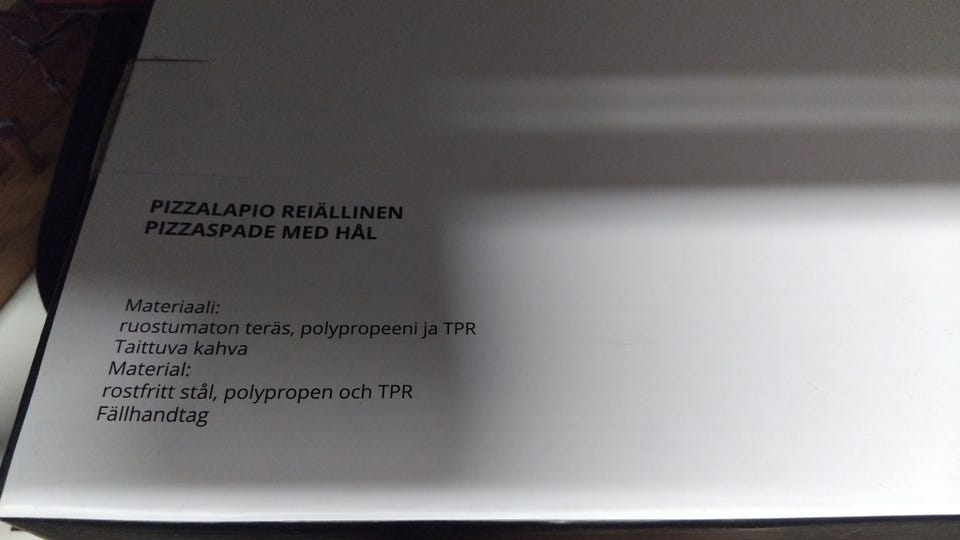 PIZZALAPIO REIÄLLINEN
PIZZASPADE MED HÅL
Materiaali:
ruostumaton teräs, polypropeeni ja TPR
Taittuva kahva
Material:
rostfritt stål, polypropen och TPR
Fällhandtag